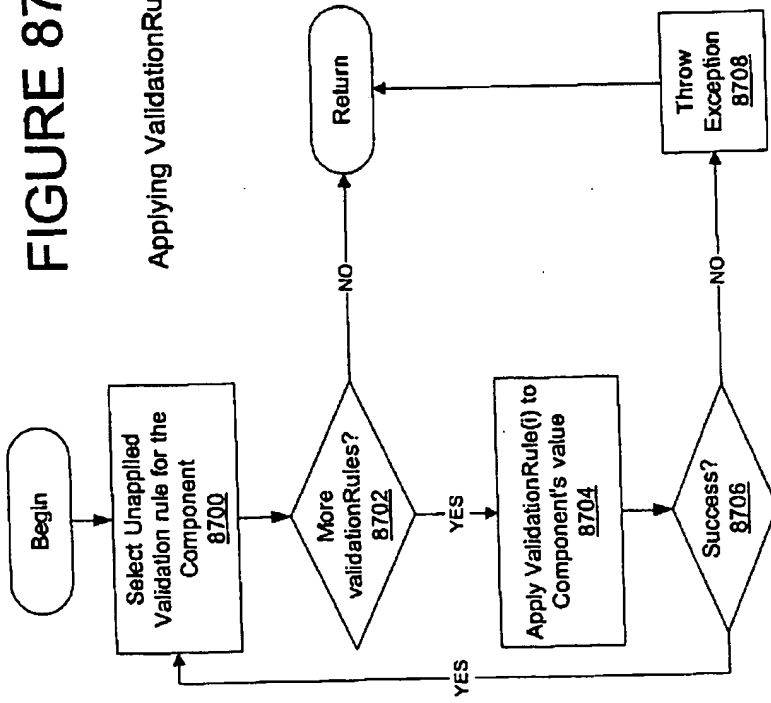 FIGURE 87
Applying ValidationRu
Begin
Select Unapplied
Validation rule for the
Component
8700
More
validationRules?
8702
NO
Return
YES
Apply ValidationRule(i) to
Component's value
8704
Success?
8706
YES
NO
Throw
Exception
8708